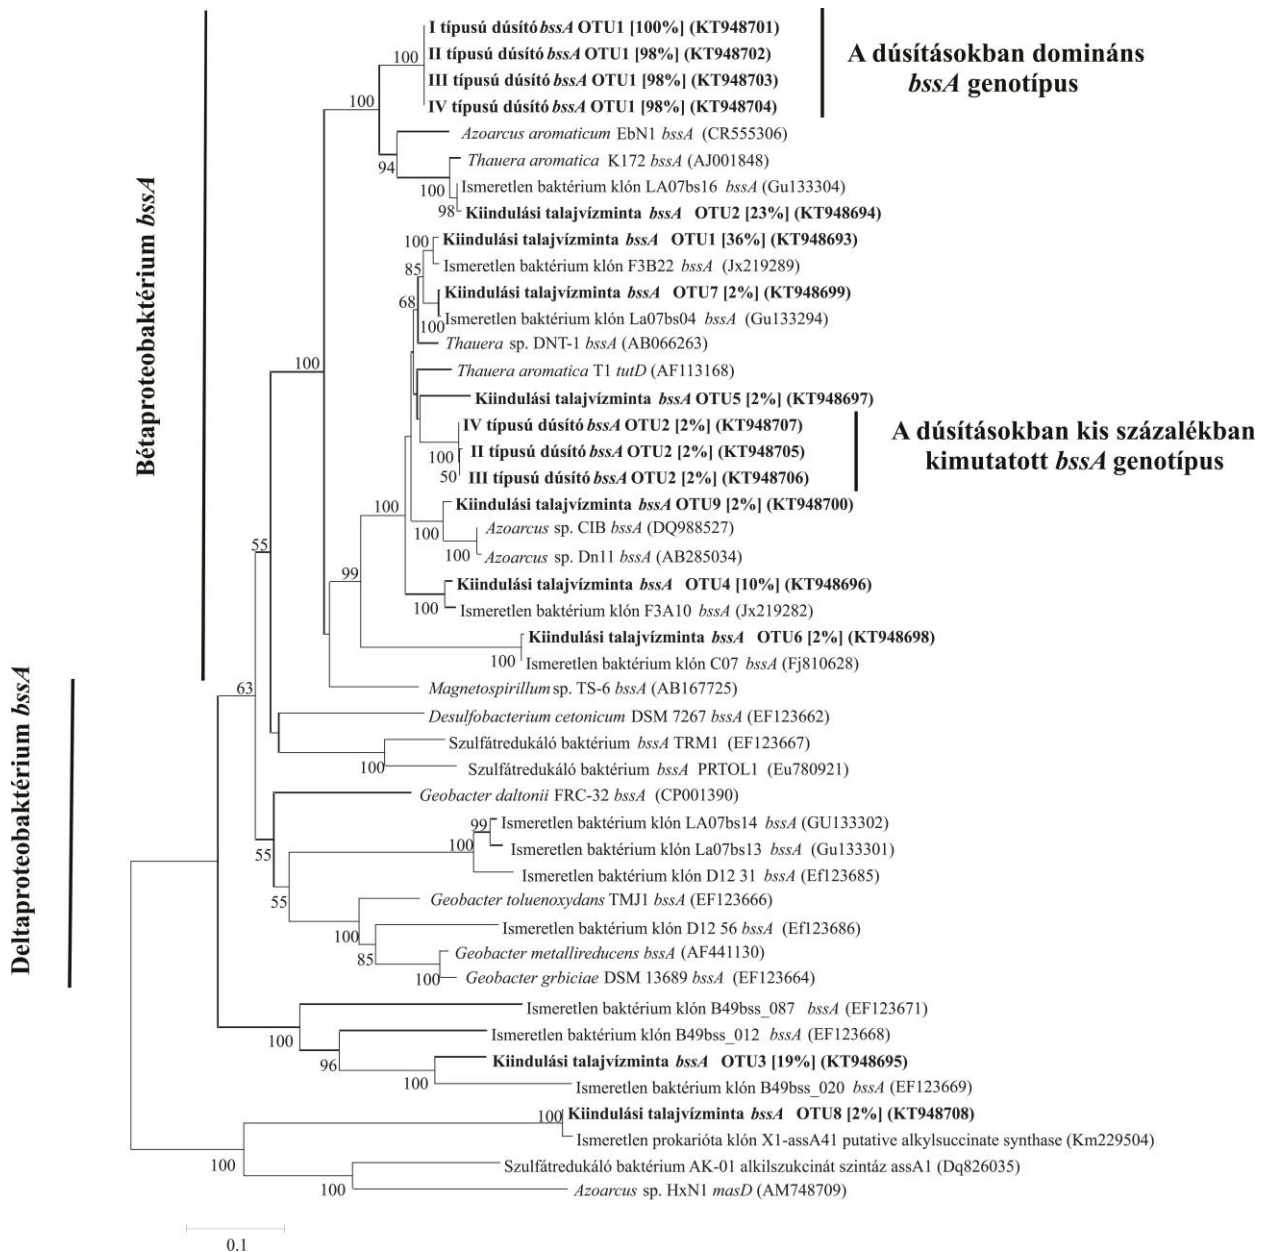 I típusú dúsító bssA OTU1 [100%] (KT948701)
II típusú dúsító bssA OTU1 [98%] (KT948702)
III típusú dúsító bssA OTU1 [98%] (KT948703)
IV típusú dúsító bssA OTU1 [98%] (KT948704)
A dúsításokban domináns
bssA genotípus
100
100
Azoarcus aromaticum EbN1 bssA (CR555306)
94
Thauera aromatica K172 bssA (AJ001848)
100
Ismeretlen baktérium klón LA07bs16 bssA (Gu133304)
98
Kiindulási talajvízminta bssA OTU2 [23%] (KT948694)
100
Kiindulási talajvízminta bssA OTU1 [36%] (KT948693)
85
Ismeretlen baktérium klón F3B22 bssA (Jx219289)
68
Kiindulási talajvízminta bssA OTU7 [2%] (KT948699)
100
Ismeretlen baktérium klón La07bs04 bssA (Gu133294)
Thauera sp. DNT-1 bssA (AB066263)
100
Thauera aromatica T1 tutD (AF113168)
Kiindulási talajvízminta bssA OTU5 [2%] (KT948697)
IV típusú dúsító bssA OTU2 [2%] (KT948707)
100
II típusú dúsító bssA OTU2 [2%] (KT948705)
50
III típusú dúsító bssA OTU2 [2%] (KT948706)
A dúsításokban kis százalékban
kimutatott bssA genotípus
100
Kiindulási talajvízminta bssA OTU9 [2%] (KT948700)
100
Azoarcus sp. CIB bssA (DQ988527)
100
Azoarcus sp. Dn11 bssA (AB285034)
55
99
Kiindulási talajvízminta bssA OTU4 [10%] (KT948696)
100
Ismeretlen baktérium klón F3A10 bssA (Jx219282)
Kiindulási talajvízminta bssA OTU6 [2%] (KT948698)
100
Ismeretlen baktérium klón C07 bssA (Fj810628)
63
Magnetospirillum sp. TS-6 bssA (AB167725)
Desulfobacterium cetonicum DSM 7267 bssA (EF123662)
Szulfátredukáló baktérium bssA TRM1 (EF123667)
100
Szulfátredukáló baktérium bssA PRTOL1 (Eu780921)
Geobacter daltonii FRC-32 bssA (CP001390)
99
Ismeretlen baktérium klón LA07bs14 bssA (GU133302)
100
Ismeretlen baktérium klón La07bs13 bssA (Gu133301)
55
Ismeretlen baktérium klón D12 31 bssA (Ef123685)
55
Geobacter toluenoxydans TMJ1 bssA (EF123666)
100
Ismeretlen baktérium klón D12 56 bssA (Ef123686)
85
Geobacter metallireducens bssA (AF441130)
100
Geobacter grbiciae DSM 13689 bssA (EF123664)
Ismeretlen baktérium klón B49bss_087 bssA (EF123671)
100
Ismeretlen baktérium klón B49bss_012 bssA (EF123668)
96
Kiindulási talajvízminta bssA OTU3 [19%] (KT948695)
100
Ismeretlen baktérium klón B49bss_020 bssA (EF123669)
100
Kiindulási talajvízminta bssA OTU8 [2%] (KT948708)
Ismeretlen prokarióta klón X1-assA41 putative alkylsuccinate synthase (Km229504)
100
Szulfátredukáló baktérium AK-01 alkilszukcinát szintáz assA1 (Dq826035)
100
Azoarcus sp. HxN1 masD (AM748709)
0.1
Bétaproteobaktérium bssA
Deltaproteobaktérium bssA